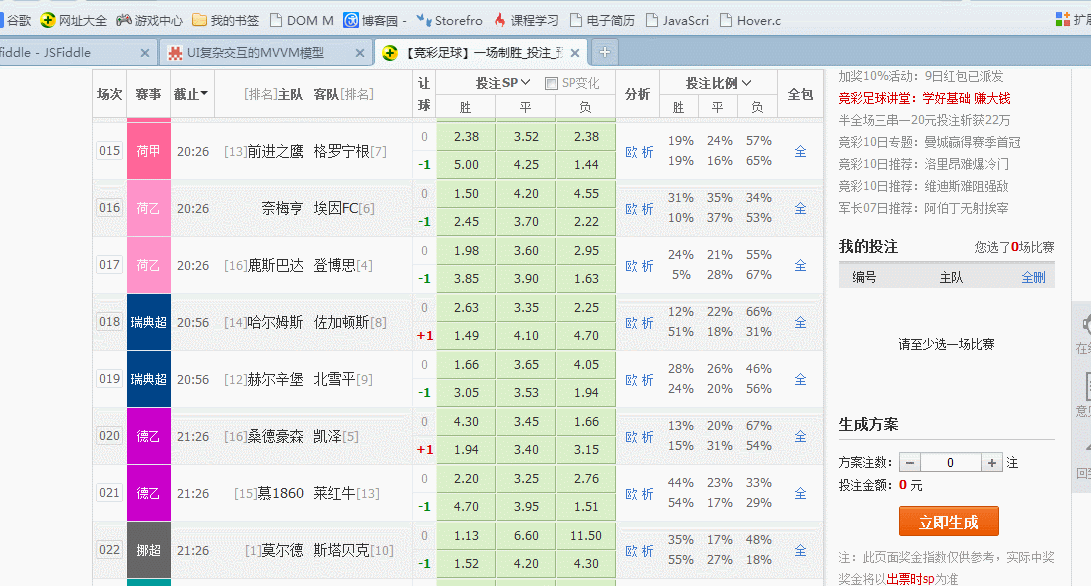 谷歌 网址大全 游戏中心 我的书签 DOM M 博客园 - Storefro 课程学习 电子简历 JavaScri Hover.c 扩展
fiddle - JSFiddle UI复杂交互的MVVM模型 【竞彩足球】一场制胜_投注_
场次 赛事 截止 [排名]主队 客队[排名] 让球 投注SP SP变化 分析 投注比例 全包
胜 平 负 胜 平 负
0 2.38 3.52 2.38 19% 24% 57%
015 荷甲 20:26 [13]前进之鹰 格罗宁根[7] 欧 析 全
-1 5.00 4.25 1.44 19% 16% 65%
0 1.50 4.20 4.55 31% 35% 34%
016 荷乙 20:26 奈梅亨 埃因FC[6] 欧 析 全
-1 2.45 3.70 2.22 10% 37% 53%
0 1.98 3.60 2.95 24% 21% 55%
017 荷乙 20:26 [16]鹿斯巴达 登博思[4] 欧 析 全
-1 3.85 3.90 1.63 5% 28% 67%
0 2.63 3.35 2.25 12% 22% 66%
018 瑞典超 20:56 [14]哈尔姆斯 佐加顿斯[8] 欧 析 全
+1 1.49 4.10 4.70 51% 18% 31%
0 1.66 3.65 4.05 28% 26% 46%
019 瑞典超 20:56 [12]赫尔辛堡 北雪平[9] 欧 析 全
-1 3.05 3.53 1.94 24% 20% 56%
0 4.30 3.45 1.66 13% 20% 67%
020 德乙 21:26 [16]桑德豪森 凯泽[5] 欧 析 全
+1 1.94 3.40 3.15 15% 31% 54%
0 2.20 3.25 2.76 44% 23% 33%
021 德乙 21:26 [15]慕1860 莱红牛[13] 欧 析 全
-1 4.70 3.95 1.51 54% 17% 29%
0 1.13 6.60 11.50 35% 17% 48%
022 挪超 21:26 [1]莫尔德 斯塔贝克[10] 欧 析 全
-1 1.52 4.20 4.30 55% 27% 18%
加奖10%活动：9日红包已派发
竞彩足球讲堂：学好基础 赚大钱
半全场三串一20元投注斩获22万
竞彩10日专题：曼城赢得赛季首冠
竞彩10日推荐：洛里昂难爆冷门
竞彩10日推荐：维迪斯难阻强敌
军长07日推荐：阿伯丁无射挨宰
我的投注 您选了0场比赛
编号 主队 全删
请至少选一场比赛
生成方案
方案注数： − 0 + 注
投注金额：0 元
立即生成
注：此页面奖金指数仅供参考，实际中奖
奖金将以出票时sp为准